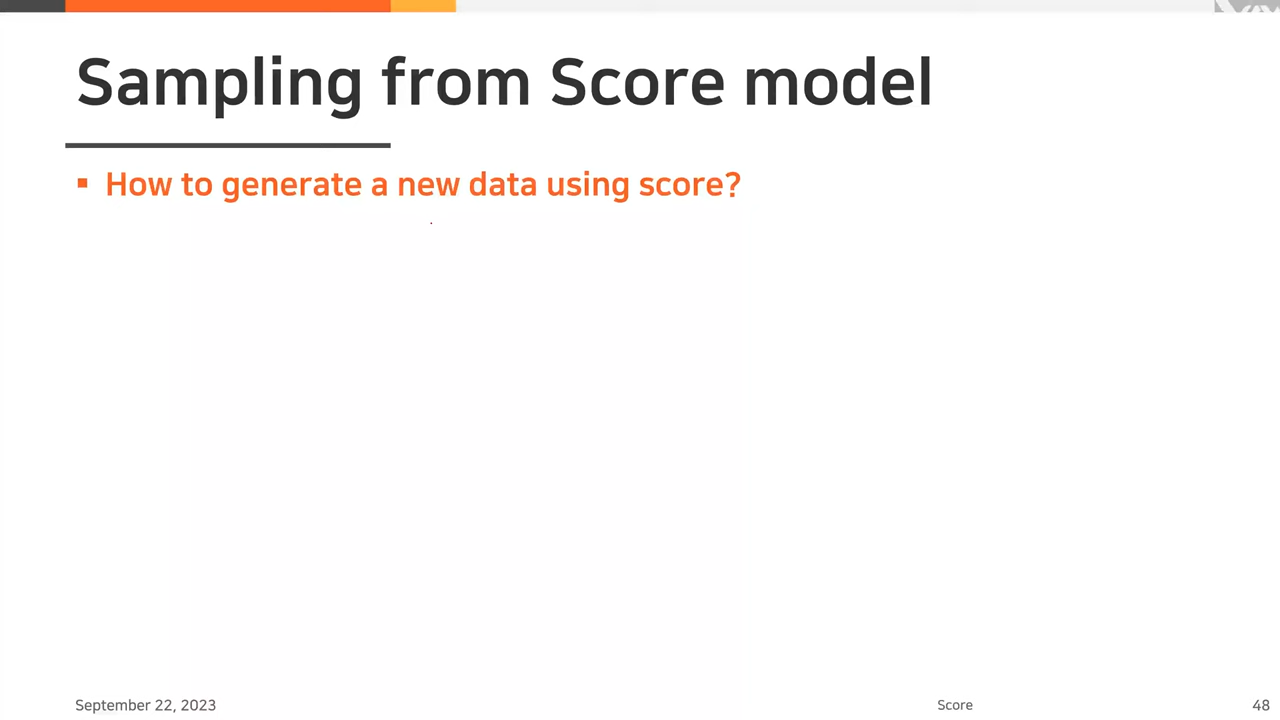 Sampling from Score model
▪ How to generate a new data using score?
September 22, 2023
Score
48